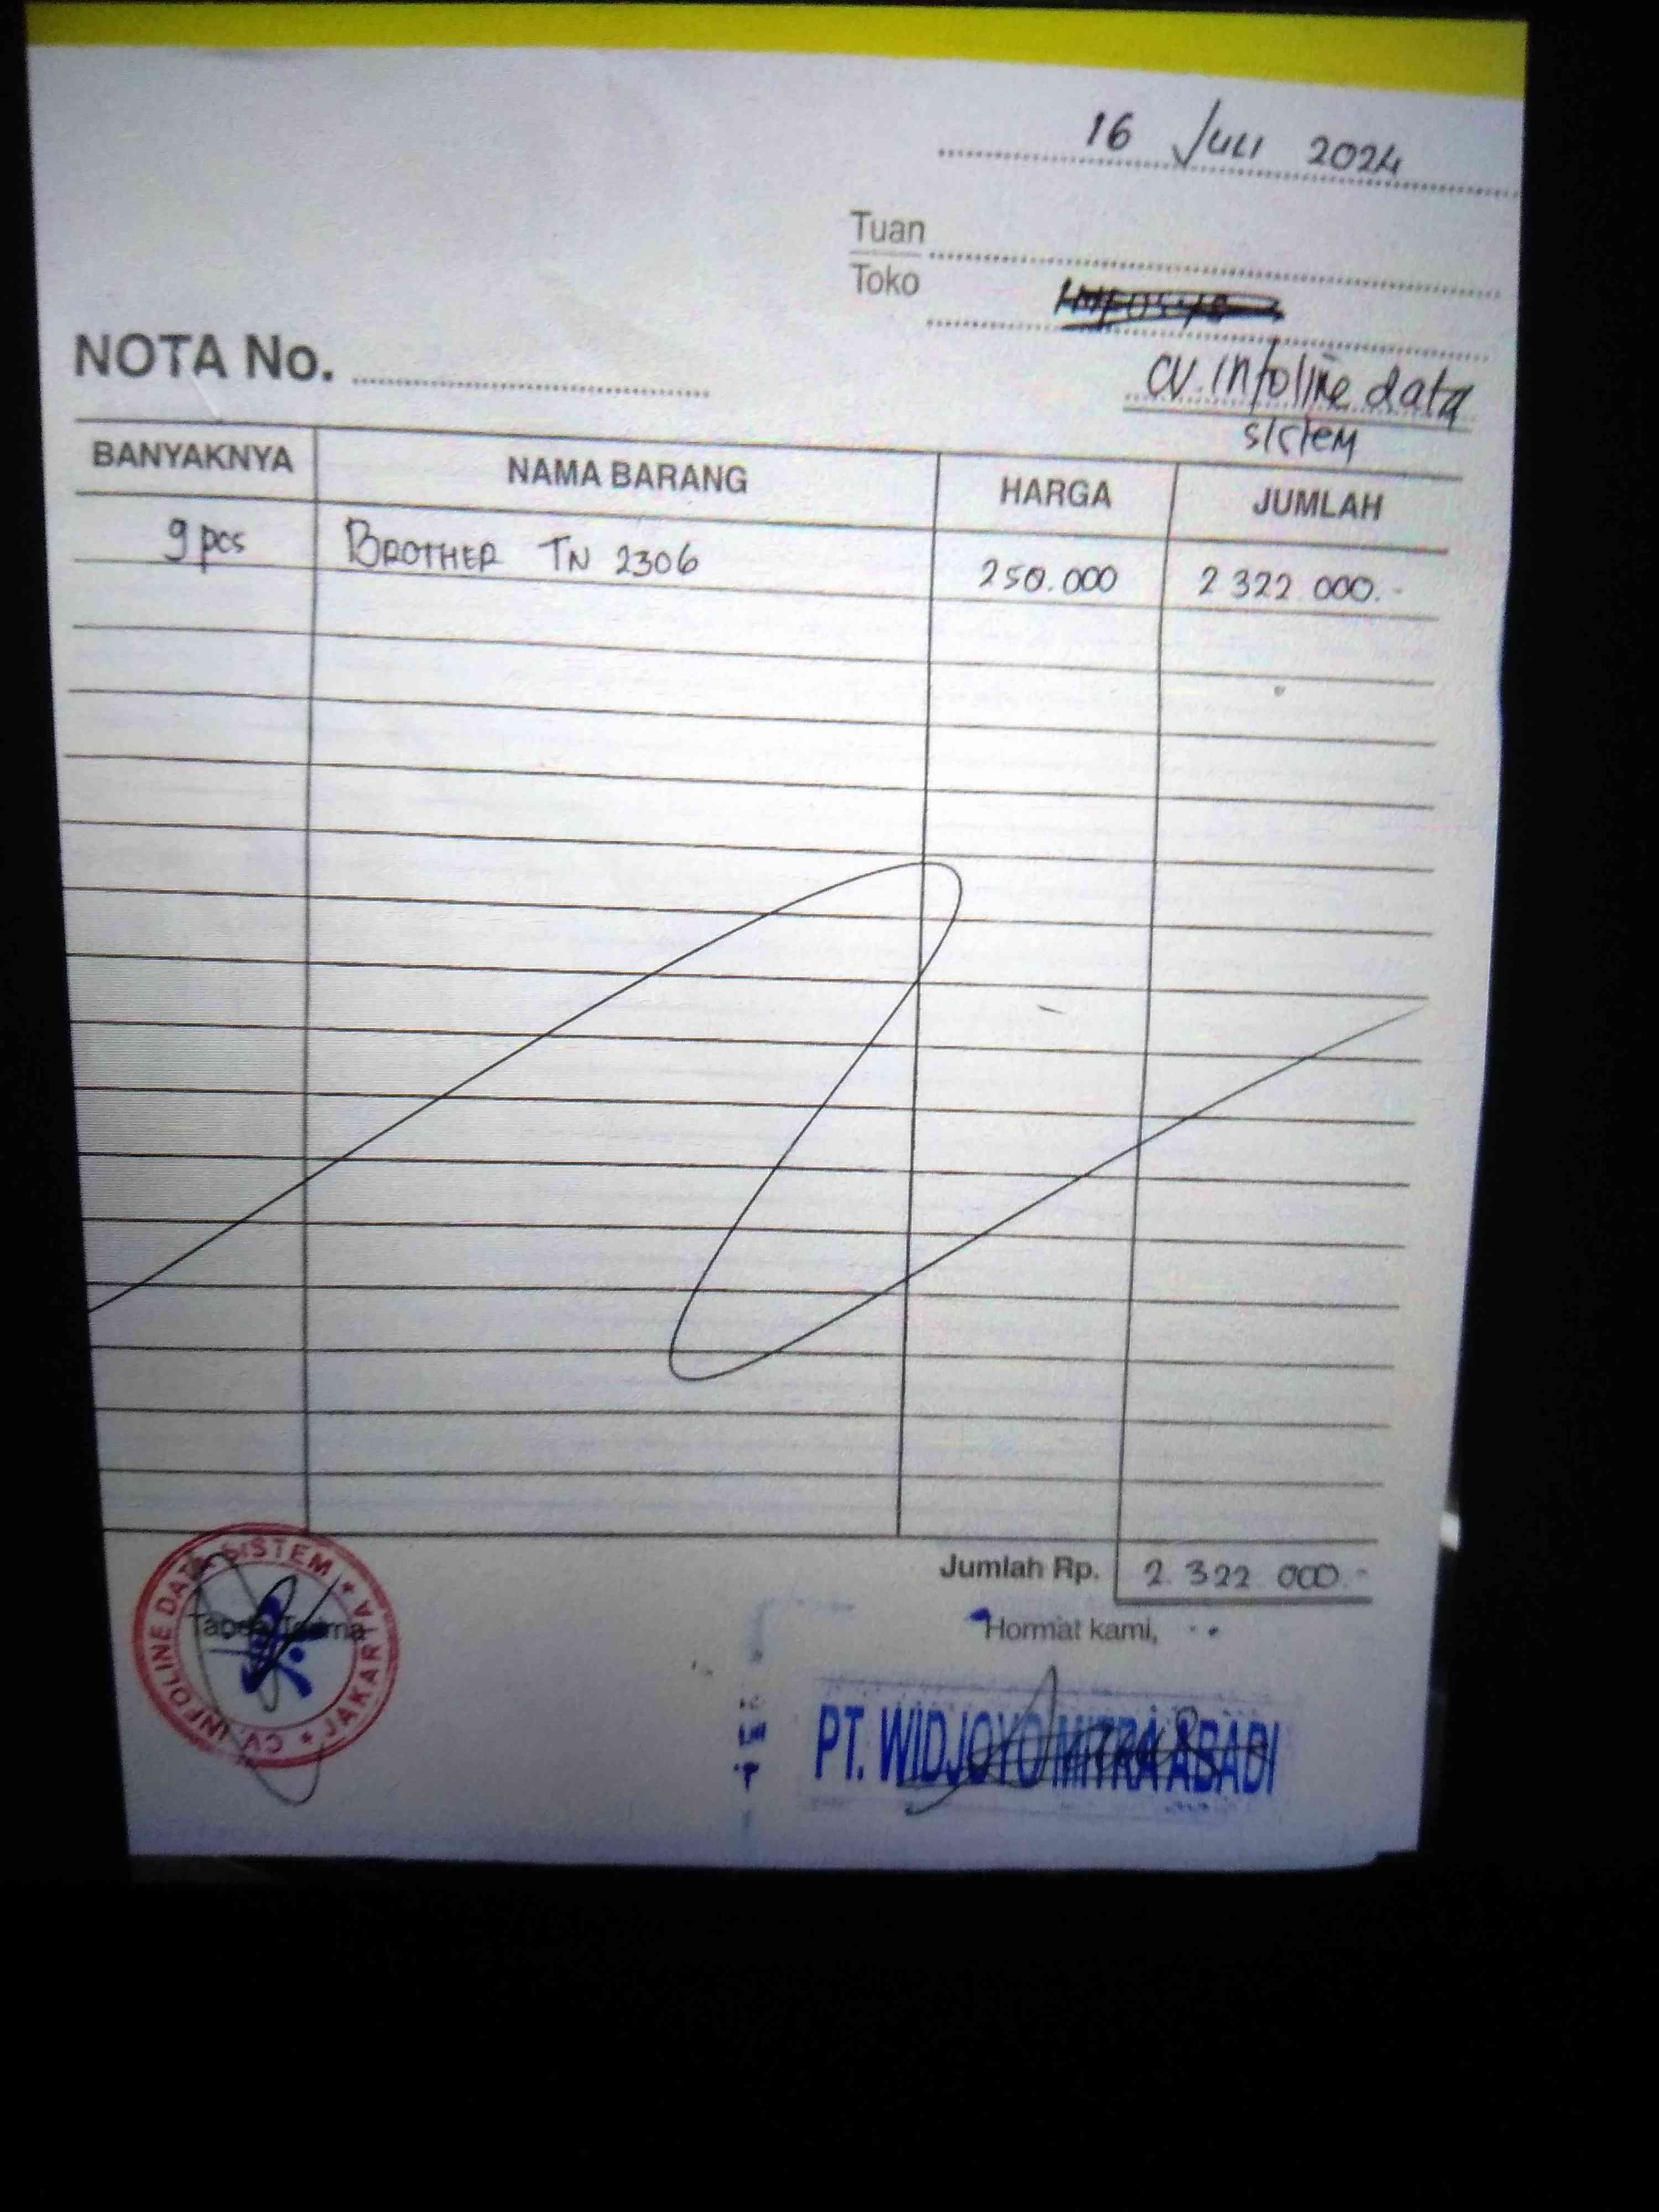 16 Juli 2024
Tuan
Toko
CV. Infoline data
sistem
NOTA No.
BANYAKNYA NAMA BARANG HARGA JUMLAH
9 pcs BROTHER TN 2306 250.000 2 322 000.-
Jumlah Rp. 2. 322 000.-
Tanda Terima
Hormat kami,
CV. INFOLINE DATA SISTEM * JAKARTA *
PT. WIDJOYO MITRA ABADI